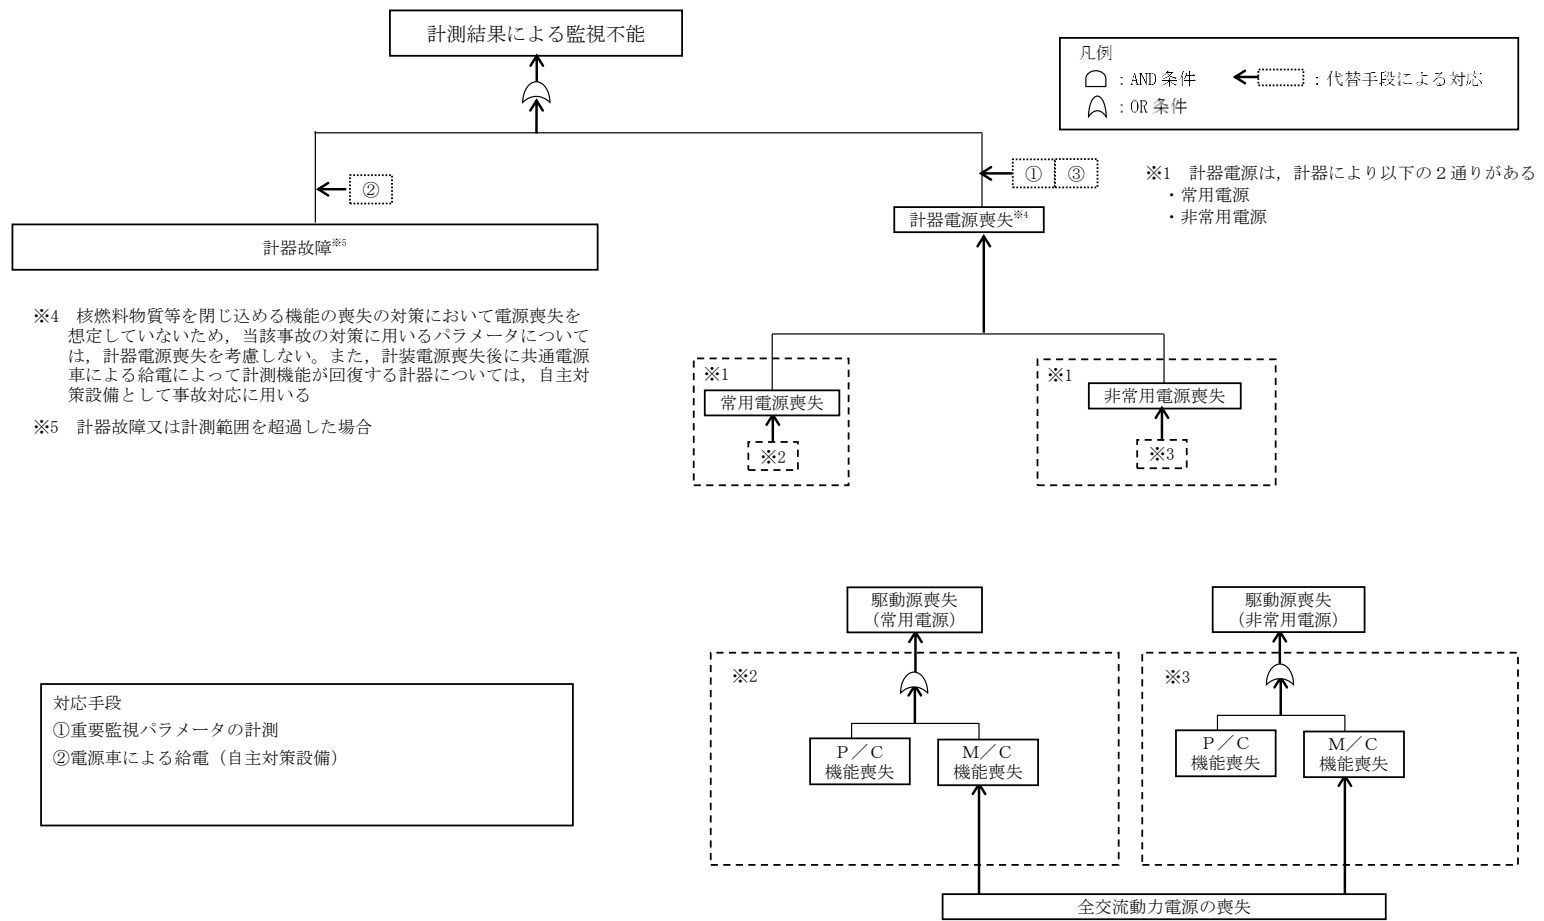 計測結果による監視不能
凡例
：AND 条件
：代替手段による対応
：OR 条件
②
① ③
※1　計器電源は，計器により以下の２通りがある
・常用電源
・非常用電源
計器故障※5
計器電源喪失※4
※4　核燃料物質等を閉じ込める機能の喪失の対策において電源喪失を
想定していないため，当該事故の対策に用いるパラメータについて
は，計器電源喪失を考慮しない。また，計装電源喪失後に共通電源
車による給電によって計測機能が回復する計器については，自主対
策設備として事故対応に用いる
※5　計器故障又は計測範囲を超過した場合
※1
常用電源喪失
※2
※1
非常用電源喪失
※3
駆動源喪失
（常用電源）
※2
Ｐ／Ｃ
機能喪失
Ｍ／Ｃ
機能喪失
駆動源喪失
（非常用電源）
※3
Ｐ／Ｃ
機能喪失
Ｍ／Ｃ
機能喪失
全交流動力電源の喪失
対応手段
①重要監視パラメータの計測
②電源車による給電（自主対策設備）